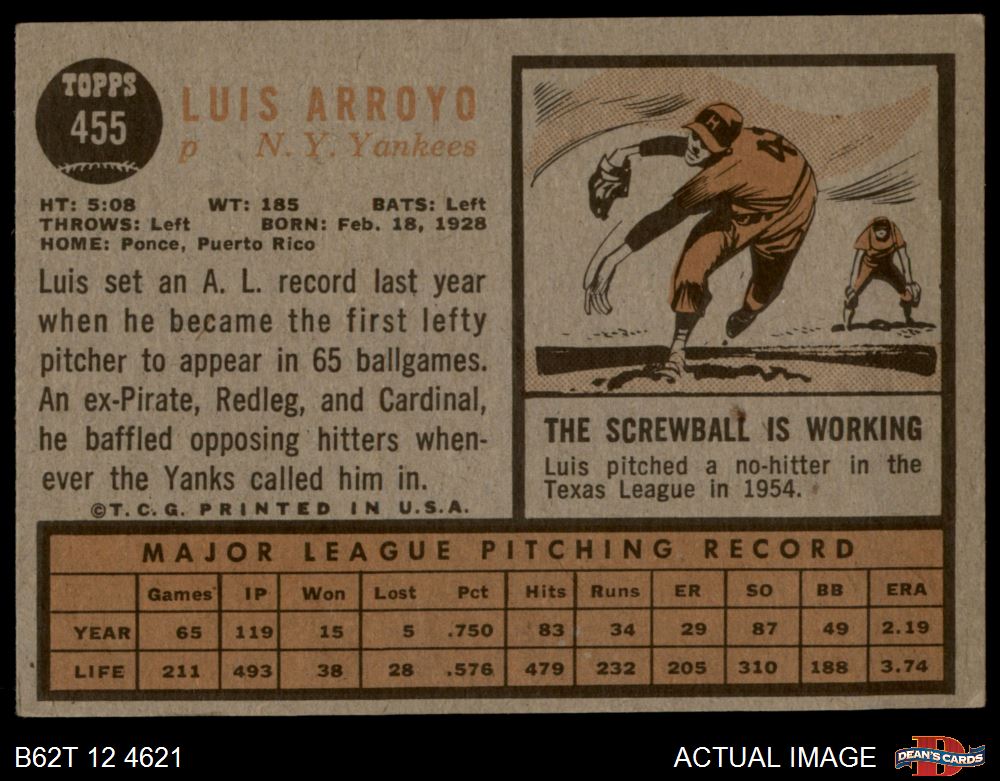 TOPPS
455
LUIS ARROYO
p N. Y. Yankees
HT: 5:08 WT: 185 BATS: Left
THROWS: Left BORN: Feb. 18, 1928
HOME: Ponce, Puerto Rico
Luis set an A. L. record last year
when he became the first lefty
pitcher to appear in 65 ballgames.
An ex-Pirate, Redleg, and Cardinal,
he baffled opposing hitters when-
ever the Yanks called him in.
©T.C.G. PRINTED IN U.S.A.
H
THE SCREWBALL IS WORKING
Luis pitched a no-hitter in the
Texas League in 1954.
MAJOR LEAGUE PITCHING RECORD
Games IP Won Lost Pct Hits Runs ER SO BB ERA
YEAR 65 119 15 5 .750 83 34 29 87 49 2.19
LIFE 211 493 38 28 .576 479 232 205 310 188 3.74
B62T 12 4621 ACTUAL IMAGE
D
DEAN'S CARDS